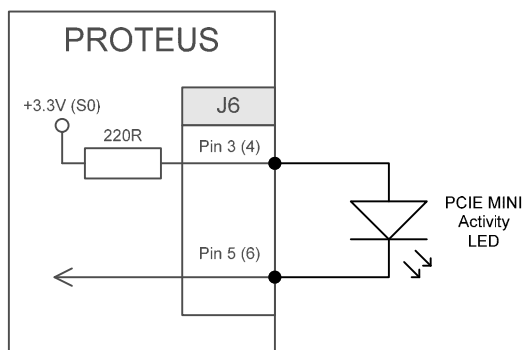 PROTEUS
+3.3V (S0)
J6
220R
Pin 3 (4)
PCIE MINI
Activity
LED
Pin 5 (6)